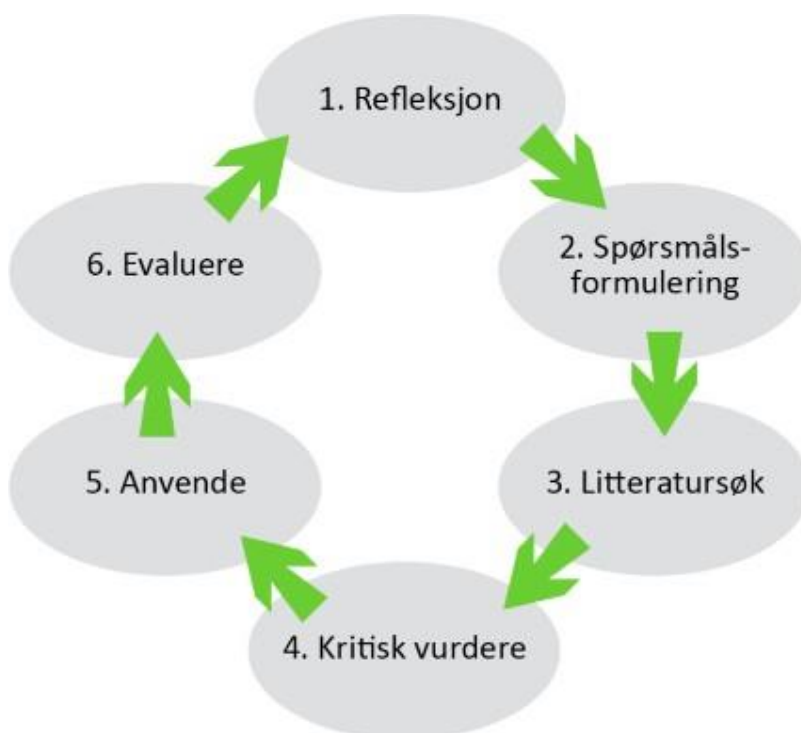 1. Refleksjon
2. Spørsmåls-
formulering
3. Litteratursøk
4. Kritisk vurdere
5. Anvende
6. Evaluere